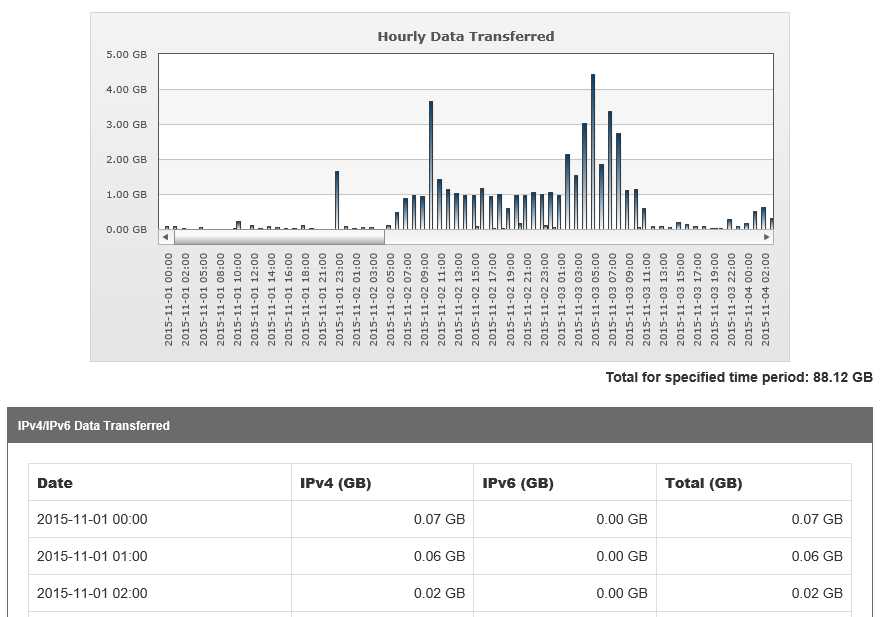 Hourly Data Transferred
5.00 GB
4.00 GB
3.00 GB
2.00 GB
1.00 GB
0.00 GB
2015-11-01 00:00
2015-11-01 02:00
2015-11-01 05:00
2015-11-01 08:00
2015-11-01 10:00
2015-11-01 12:00
2015-11-01 14:00
2015-11-01 16:00
2015-11-01 18:00
2015-11-01 21:00
2015-11-01 23:00
2015-11-02 01:00
2015-11-02 03:00
2015-11-02 05:00
2015-11-02 07:00
2015-11-02 09:00
2015-11-02 11:00
2015-11-02 13:00
2015-11-02 15:00
2015-11-02 17:00
2015-11-02 19:00
2015-11-02 21:00
2015-11-02 23:00
2015-11-03 01:00
2015-11-03 03:00
2015-11-03 05:00
2015-11-03 07:00
2015-11-03 09:00
2015-11-03 11:00
2015-11-03 13:00
2015-11-03 15:00
2015-11-03 17:00
2015-11-03 19:00
2015-11-03 22:00
2015-11-04 00:00
2015-11-04 02:00
Total for specified time period: 88.12 GB
IPv4/IPv6 Data Transferred
Date IPv4 (GB) IPv6 (GB) Total (GB)
2015-11-01 00:00 0.07 GB 0.00 GB 0.07 GB
2015-11-01 01:00 0.06 GB 0.00 GB 0.06 GB
2015-11-01 02:00 0.02 GB 0.00 GB 0.02 GB